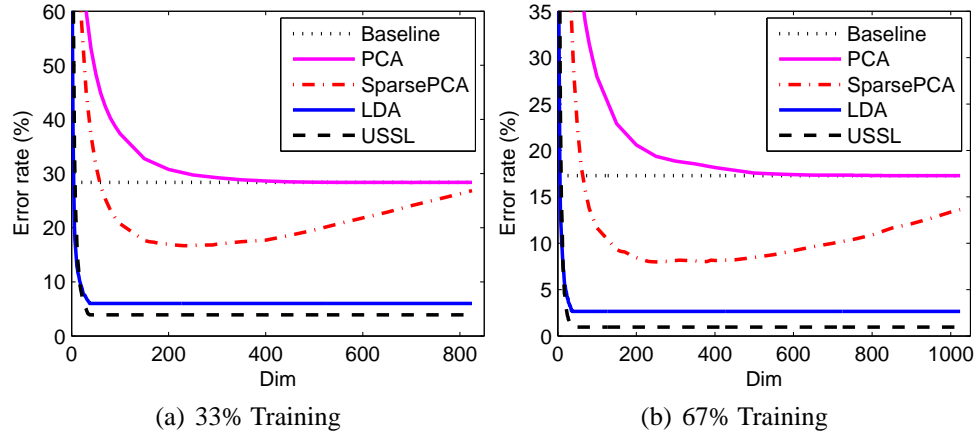 60
50
40
30
20
10
0
Error rate (%)
0 200 400 600 800
Dim
Baseline
PCA
SparsePCA
LDA
USSL
(a) 33% Training
35
30
25
20
15
10
5
0
Error rate (%)
0 200 400 600 800 1000
Dim
Baseline
PCA
SparsePCA
LDA
USSL
(b) 67% Training